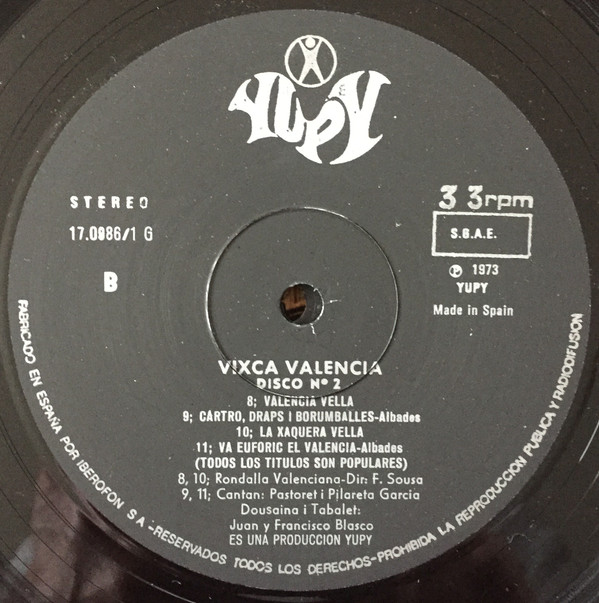 YUPY
STEREO
17.0986/1 G
B
33rpm
S.G.A.E.
Ⓟ 1973
YUPY
Made in Spain
VIXCA VALENCIA
DISCO Nº 2
8; VALENCIA VELLA
9; CARTRO, DRAPS I BORUMBALLES-Albades
10; LA XAQUERA VELLA
11; VA EUFORIC EL VALENCIA-Albades
(TODOS LOS TITULOS SON POPULARES)
8, 10; Rondalla Valenciana-Dir: F. Sousa
9, 11; Cantan: Pastoret i Pilareta Garcia
Dousaina i Tabalet:
Juan y Francisco Blasco
ES UNA PRODUCCION YUPY
FABRICADO EN ESPAÑA POR IBEROFON S A -RESERVADOS TODOS LOS DERECHOS-PROHIBIDA LA REPRODUCCION PUBLICA Y RADIODIFUSION